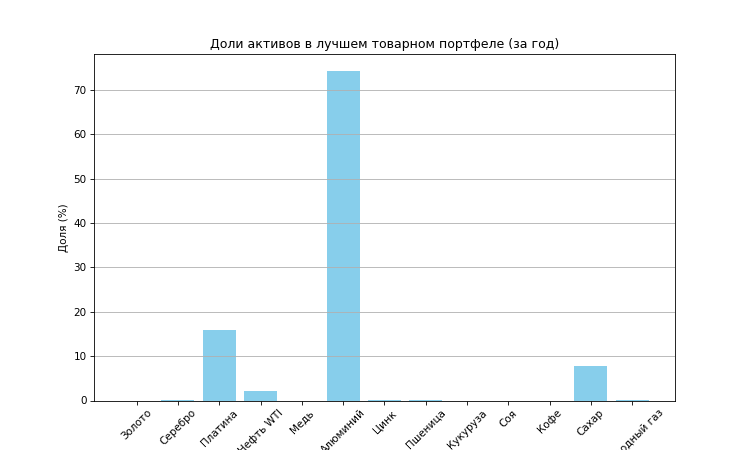 Доли активов в лучшем товарном портфеле (за год)
Доля (%)
70
60
50
40
30
20
10
0
Золото
Серебро
Платина
Нефть WTI
Медь
Алюминий
Цинк
Пшеница
Кукуруза
Соя
Кофе
Сахар
газ